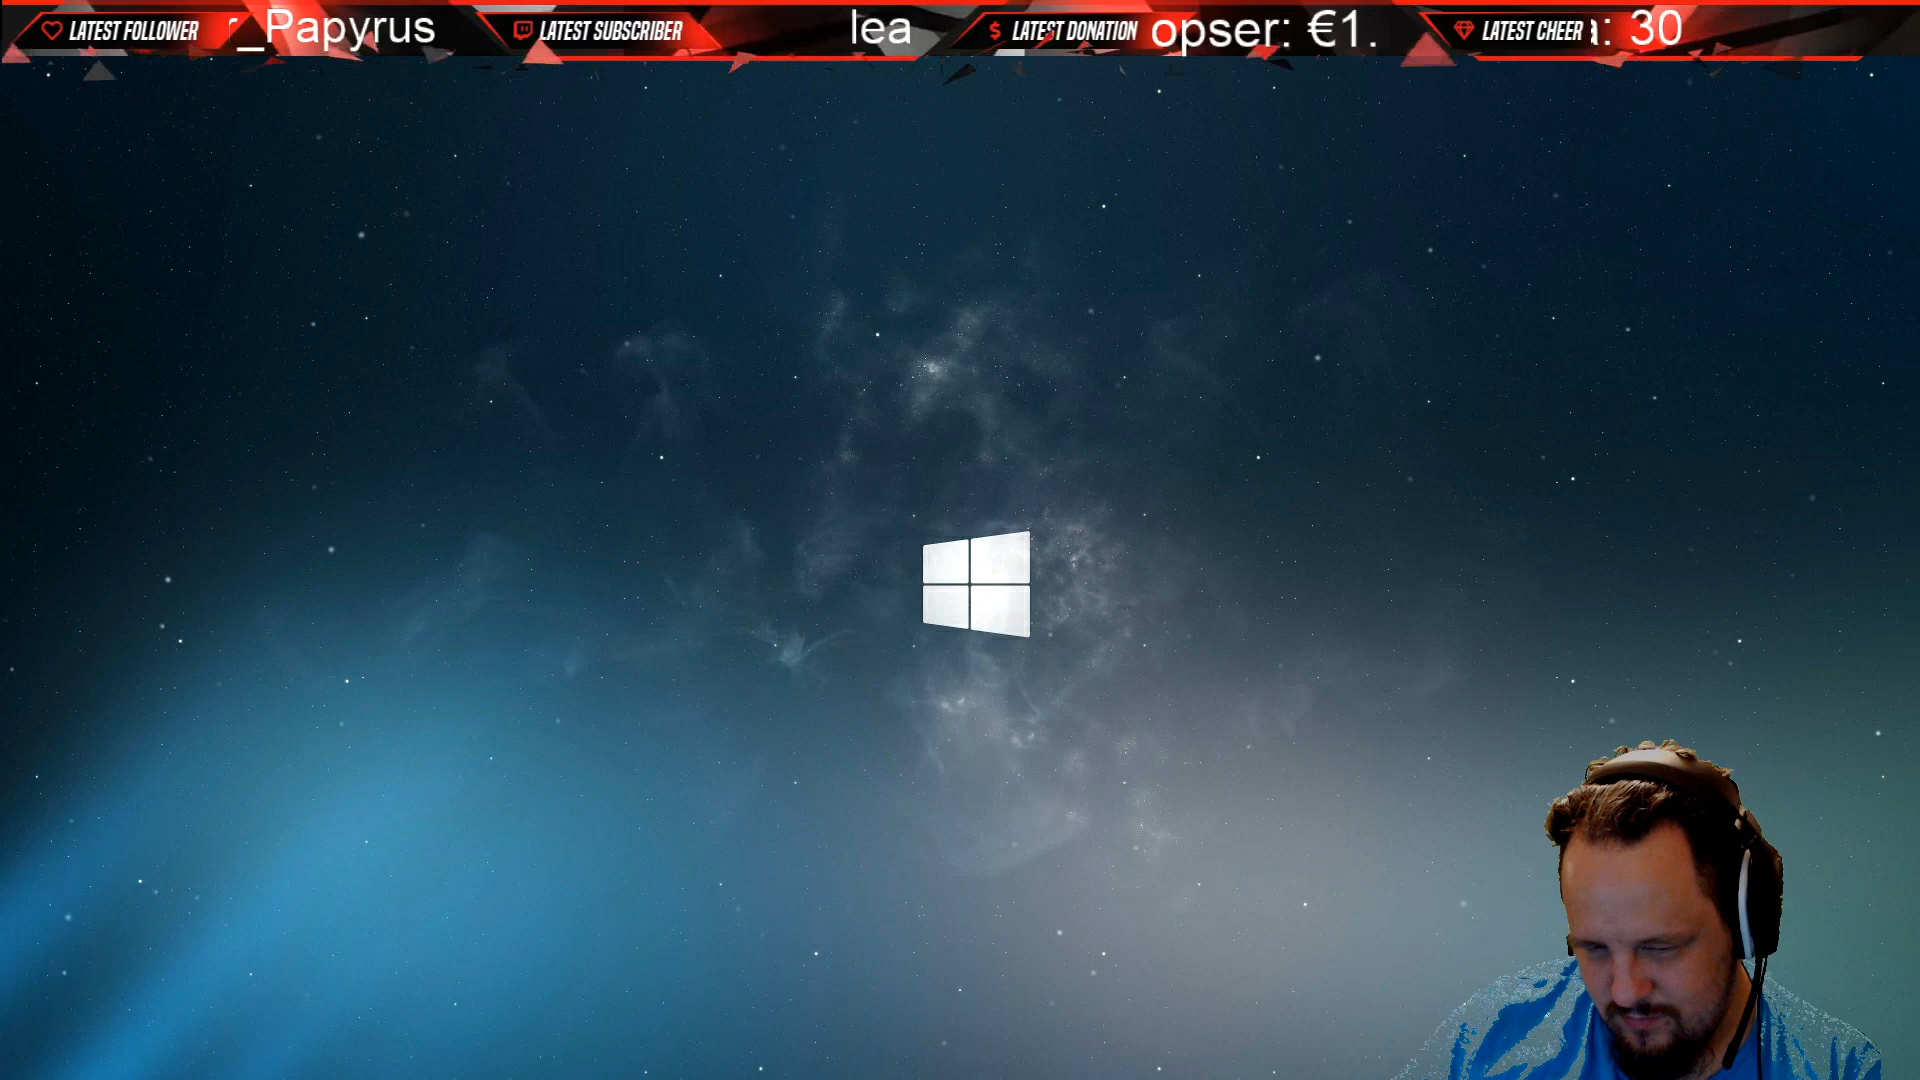 LATEST FOLLOWER _Papyrus LATEST SUBSCRIBER lea LATEST DONATION opser: €1. LATEST CHEER : 30